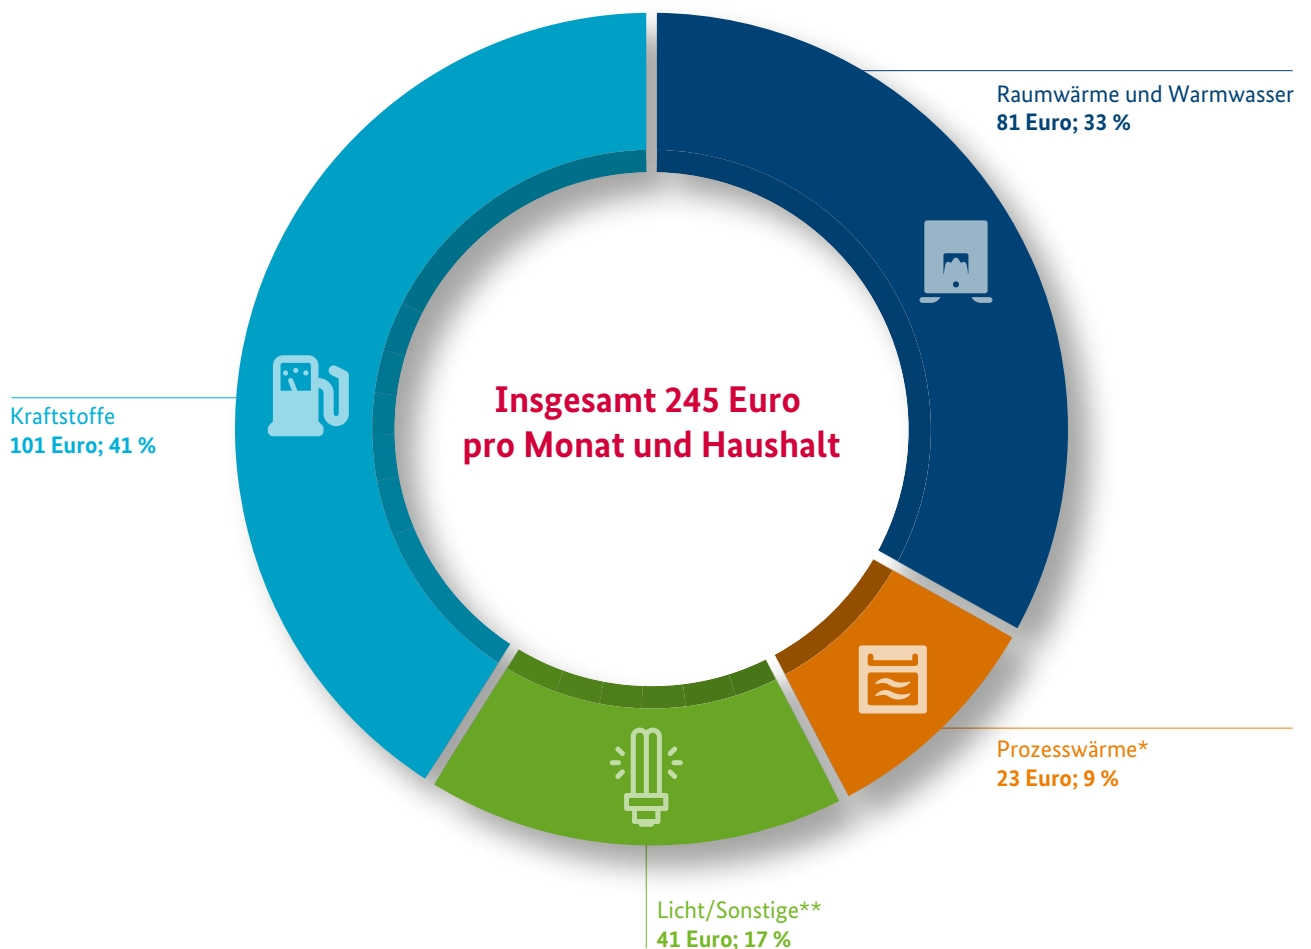 Raumwärme und Warmwasser
81 Euro; 33 %
Insgesamt 245 Euro
pro Monat und Haushalt
Kraftstoffe
101 Euro; 41 %
Prozesswärme*
23 Euro; 9 %
Licht/Sonstige**
41 Euro; 17 %